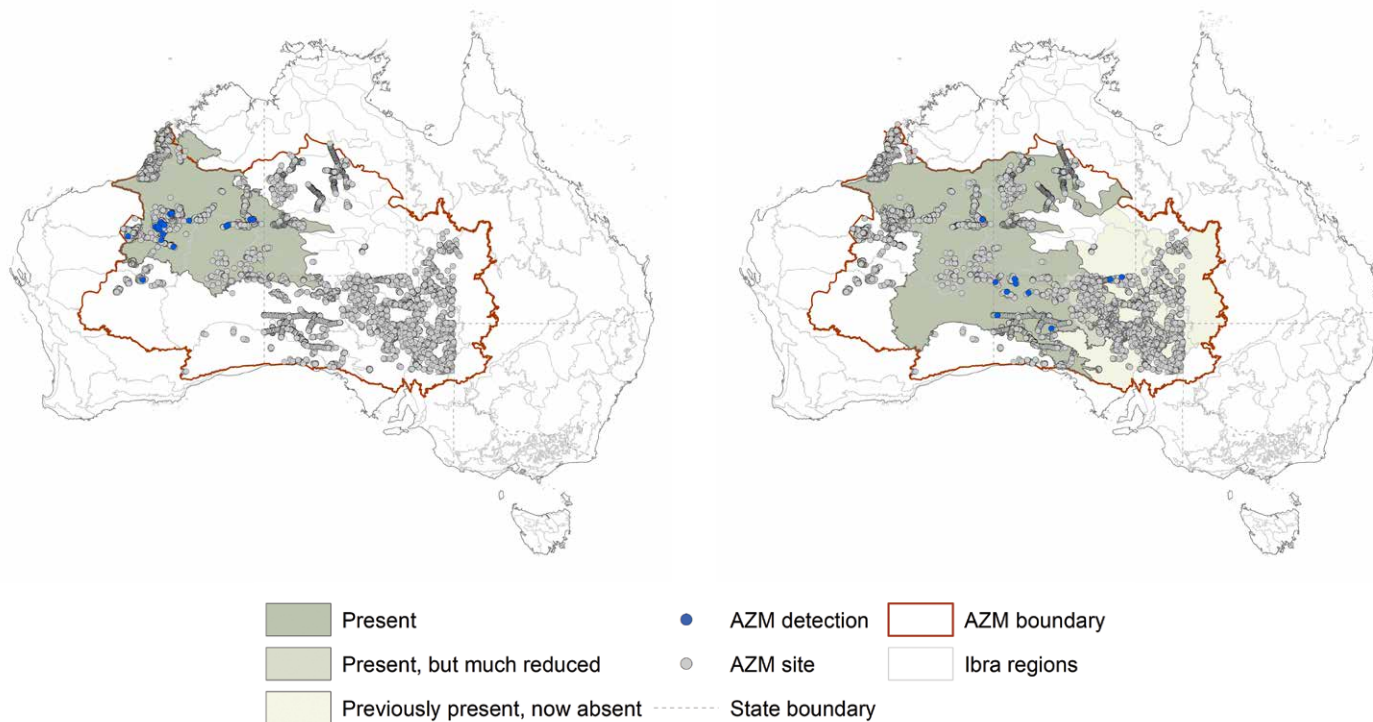 Present
AZM detection
AZM boundary
Present, but much reduced
AZM site
Ibra regions
Previously present, now absent
State boundary